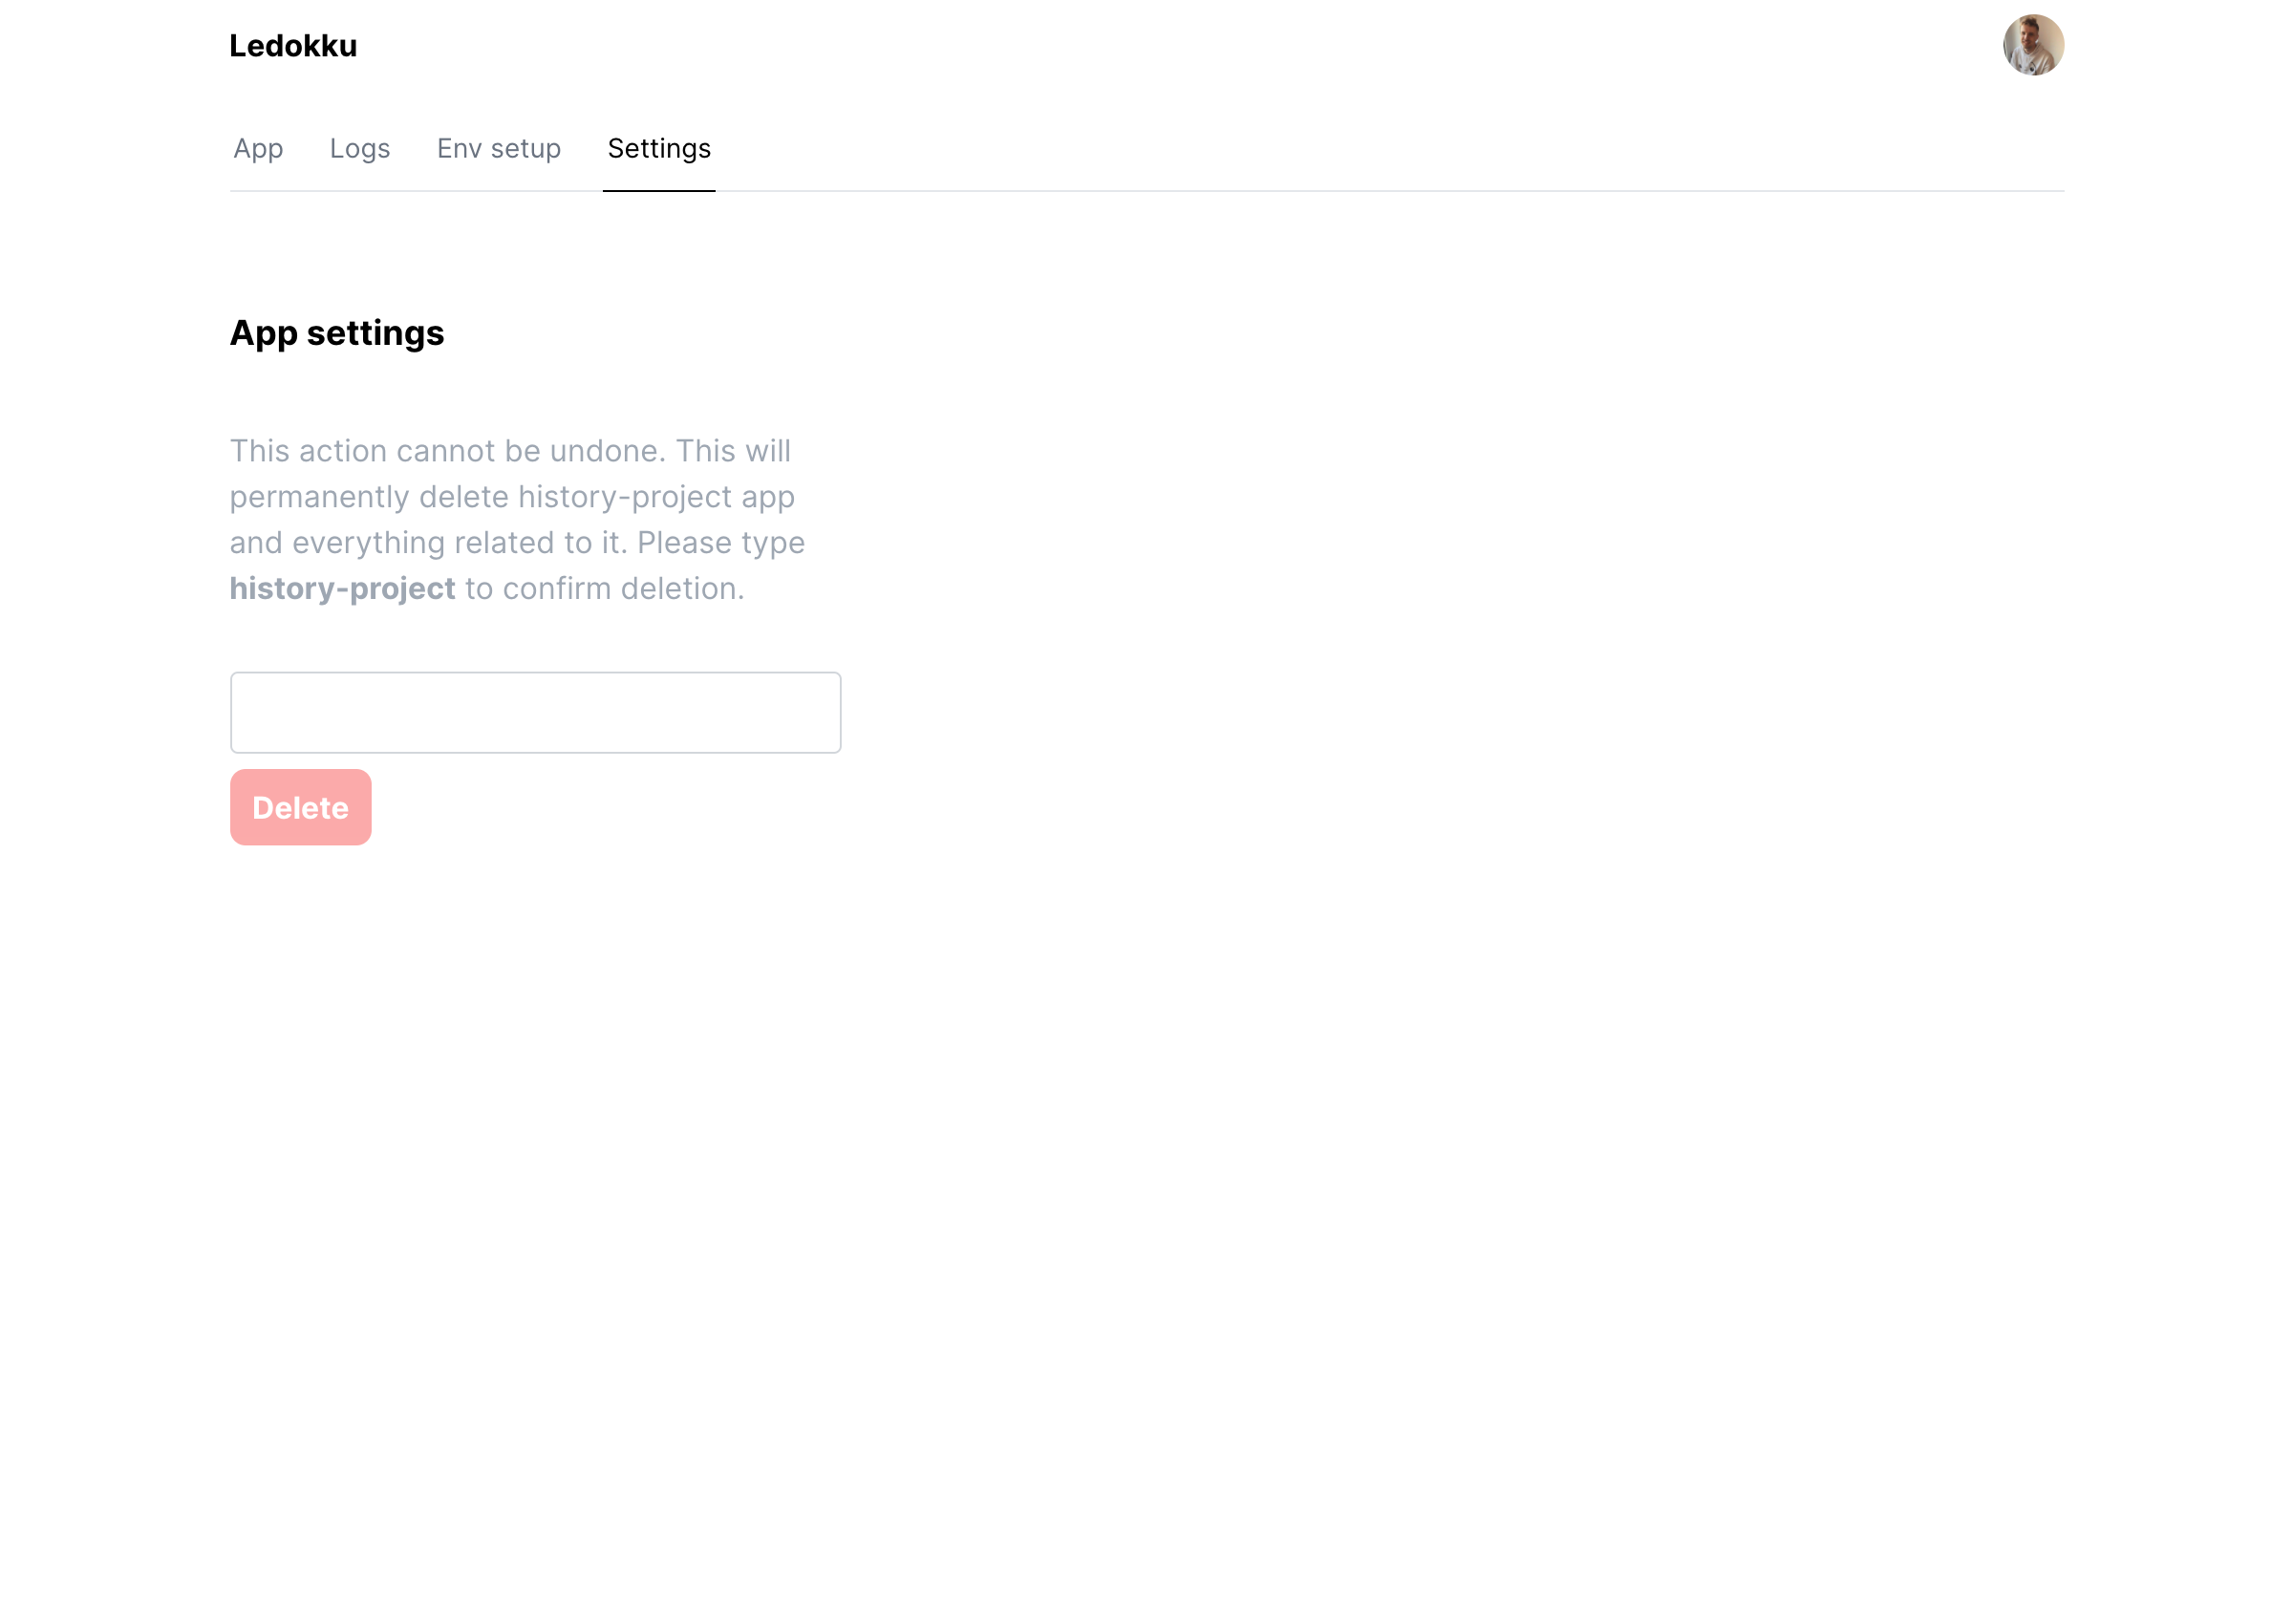 Ledokku
App
Logs
Env setup
Settings
App settings
This action cannot be undone. This will
permanently delete history-project app
and everything related to it. Please type
history-project to confirm deletion.
Delete